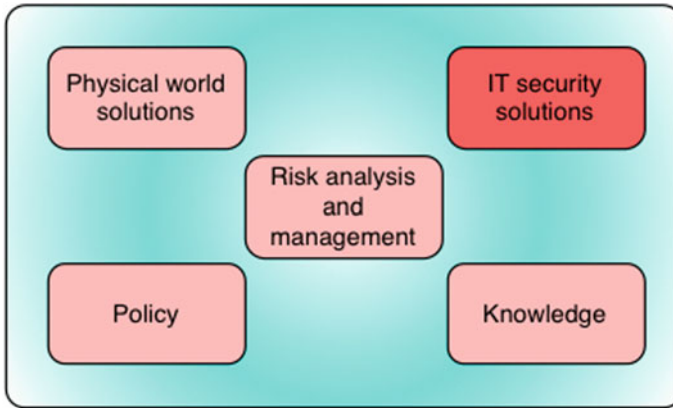 Physical world
solutions
IT security
solutions
Risk analysis
and
management
Policy
Knowledge